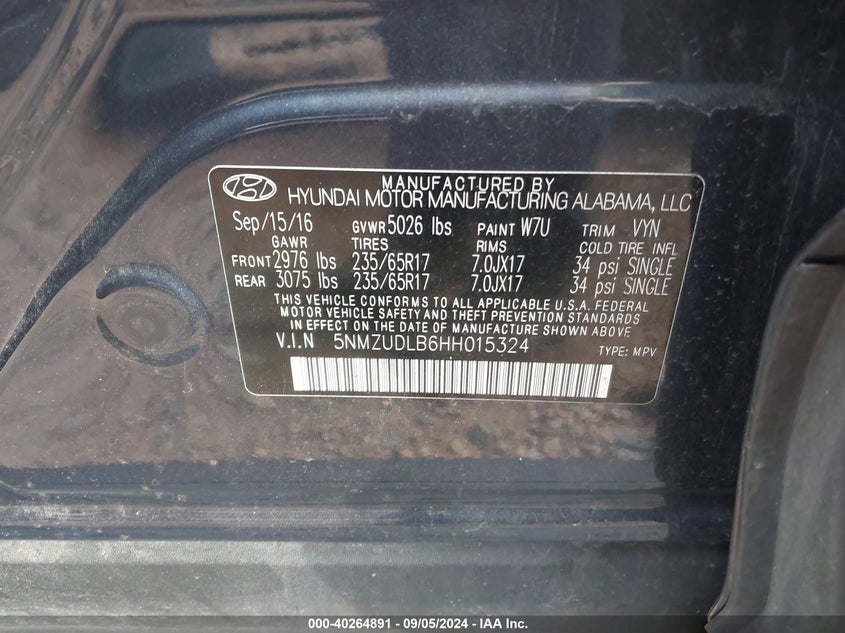 MANUFACTURED BY
HYUNDAI MOTOR MANUFACTURING ALABAMA, LLC
Sep/15/16 GVWR 5026 lbs PAINT W7U TRIM VYN
GAWR TIRES RIMS COLD TIRE INFL
FRONT 2976 lbs 235/65R17 7.0JX17 34 psi SINGLE
REAR 3075 lbs 235/65R17 7.0JX17 34 psi SINGLE
THIS VEHICLE CONFORMS TO ALL APPLICABLE U.S.A. FEDERAL
MOTOR VEHICLE SAFETY AND THEFT PREVENTION STANDARDS
IN EFFECT ON THE DATE OF MANUFACTURE SHOWN ABOVE
V.I.N 5NMZUDLB6HH015324 TYPE: MPV
000-40264891 - 09/05/2024 - IAA Inc.